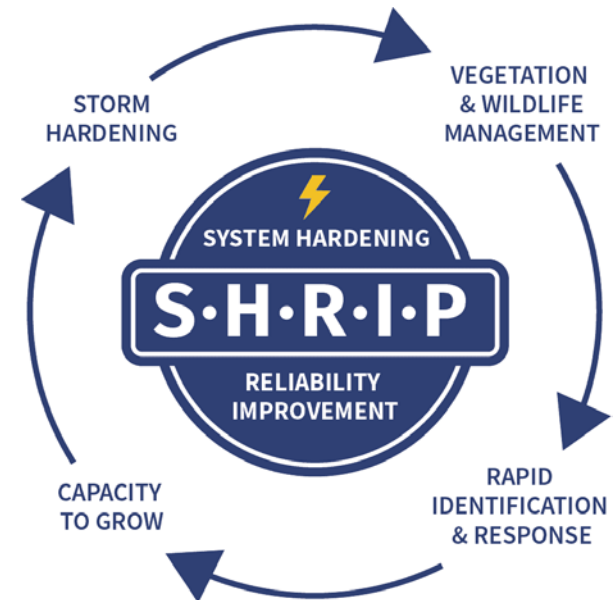 STORM
HARDENING
VEGETATION
& WILDLIFE
MANAGEMENT
SYSTEM HARDENING
S·H·R·I·P
RELIABILITY
IMPROVEMENT
CAPACITY
TO GROW
RAPID
IDENTIFICATION
& RESPONSE